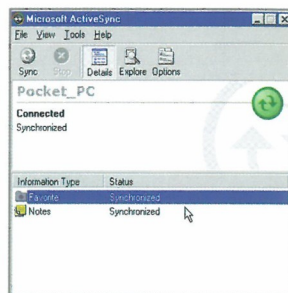 Microsoft ActiveSync
File View Tools Help
Sync Stop Details Explore Options
Pocket_PC
Connected
Synchronized
Information Type Status
Favorite Synchronized
Notes Synchronized